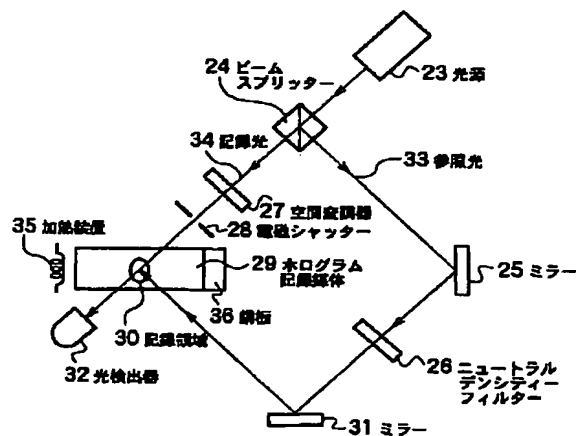 23 光源
24 ビーム
スプリッター
34 記録光
33 参照光
27 空間変調器
28 電磁シャッター
35 加熱装置
29 ホログラム
記録媒体
25 ミラー
36 銅板
30 記録領域
26 ニュートラル
デンシティー
フィルター
32 光検出器
31 ミラー